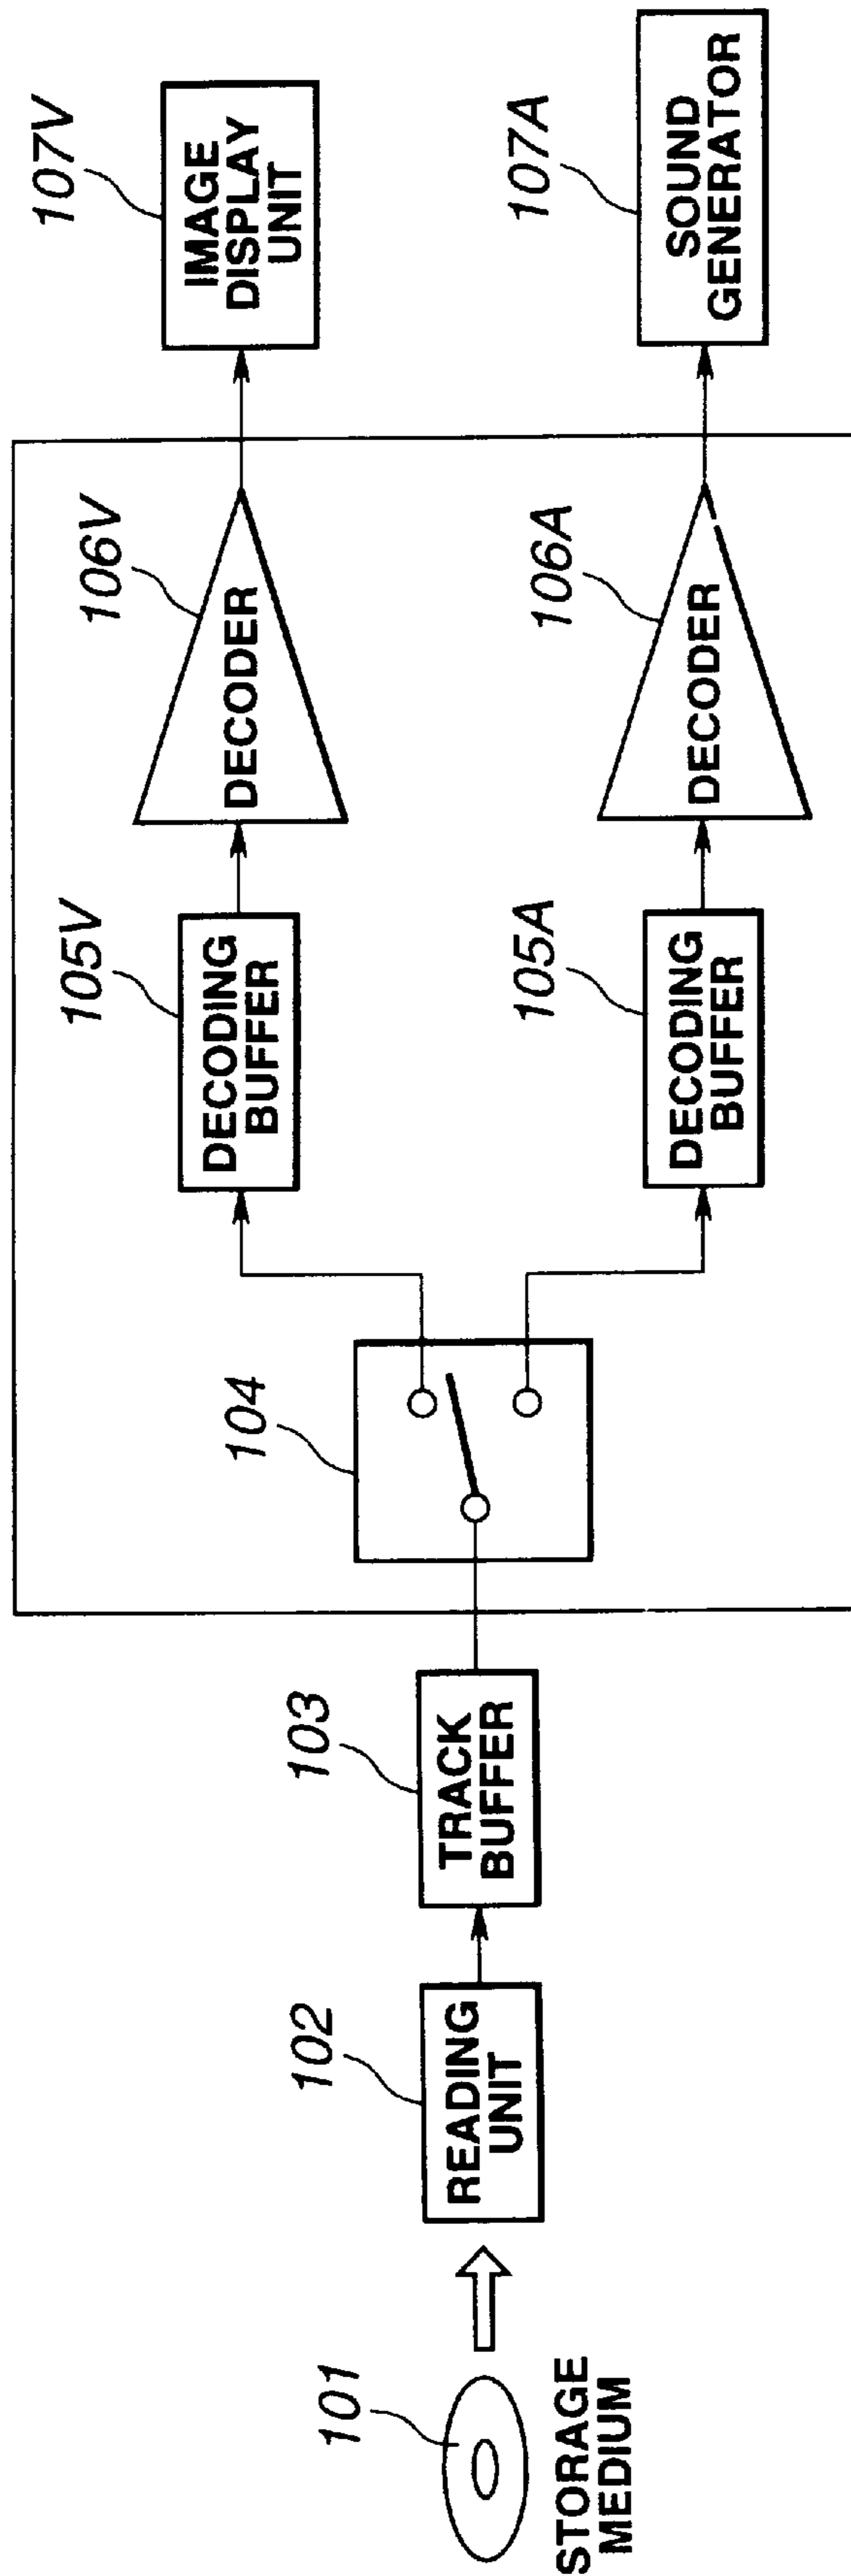 101
STORAGE
MEDIUM
102
READING
UNIT
103
TRACK
BUFFER
104
105V
DECODING
BUFFER
106V
DECODER
107V
IMAGE
DISPLAY
UNIT
105A
DECODING
BUFFER
106A
DECODER
107A
SOUND
GENERATOR